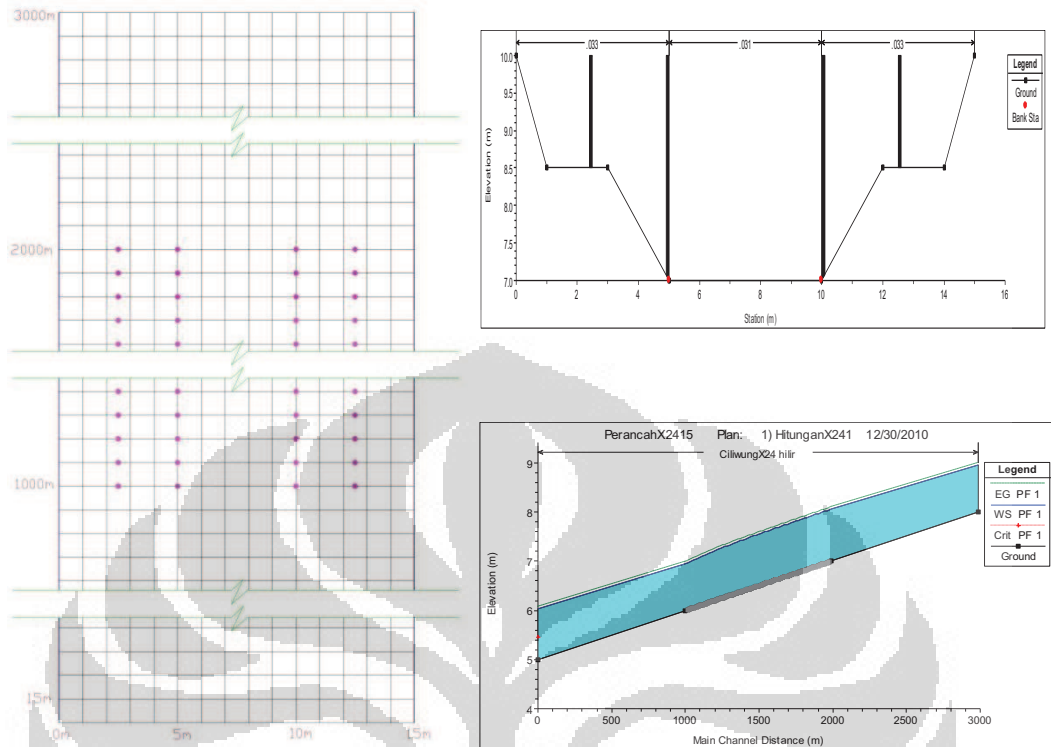 3000m
2000m
1000m
15m
0m
5m
10m
15m
.033
.031
.033
Legend
Ground
Bank Sta
Elevation (m)
10.0
9.5
9.0
8.5
8.0
7.5
7.0
0
2
4
6
8
10
12
14
16
Station (m)
PerancahX2415 Plan: 1) HitunganX241 12/30/2010
CiliwungX24 hilir
Legend
EG PF 1
WS PF 1
Crit PF 1
Ground
Elevation (m)
9
8
7
6
5
4
0
500
1000
1500
2000
2500
3000
Main Channel Distance (m)